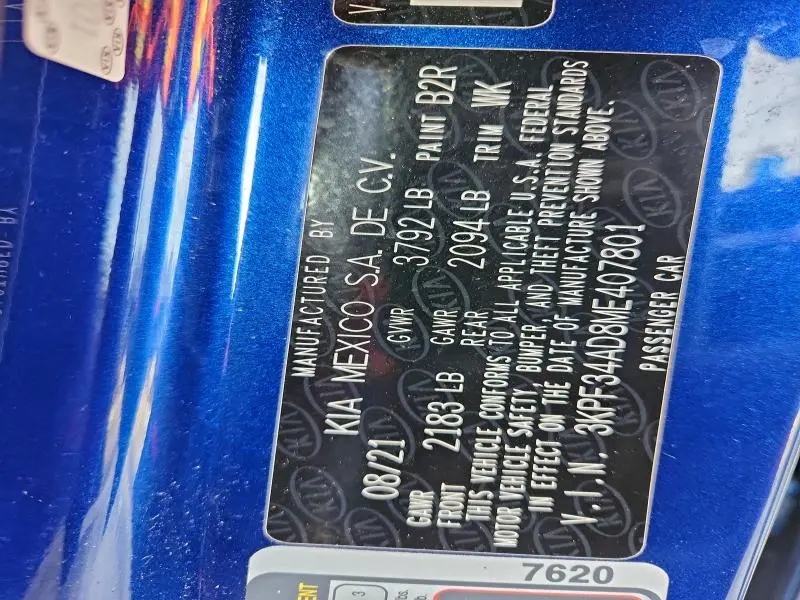 MANUFACTURED BY
KIA MEXICO S.A. DE C.V.
08/21 GVWR 3792 LB PAINT B2R
GAWR FRONT 2183 LB GAWR REAR 2094 LB TRIM WK
THIS VEHICLE CONFORMS TO ALL APPLICABLE U.S.A. FEDERAL
MOTOR VEHICLE SAFETY, BUMPER, AND THEFT PREVENTION STANDARDS
IN EFFECT ON THE DATE OF MANUFACTURE SHOWN ABOVE.
V.I.N. 3KPF34AD8ME407801
PASSENGER CAR
7620